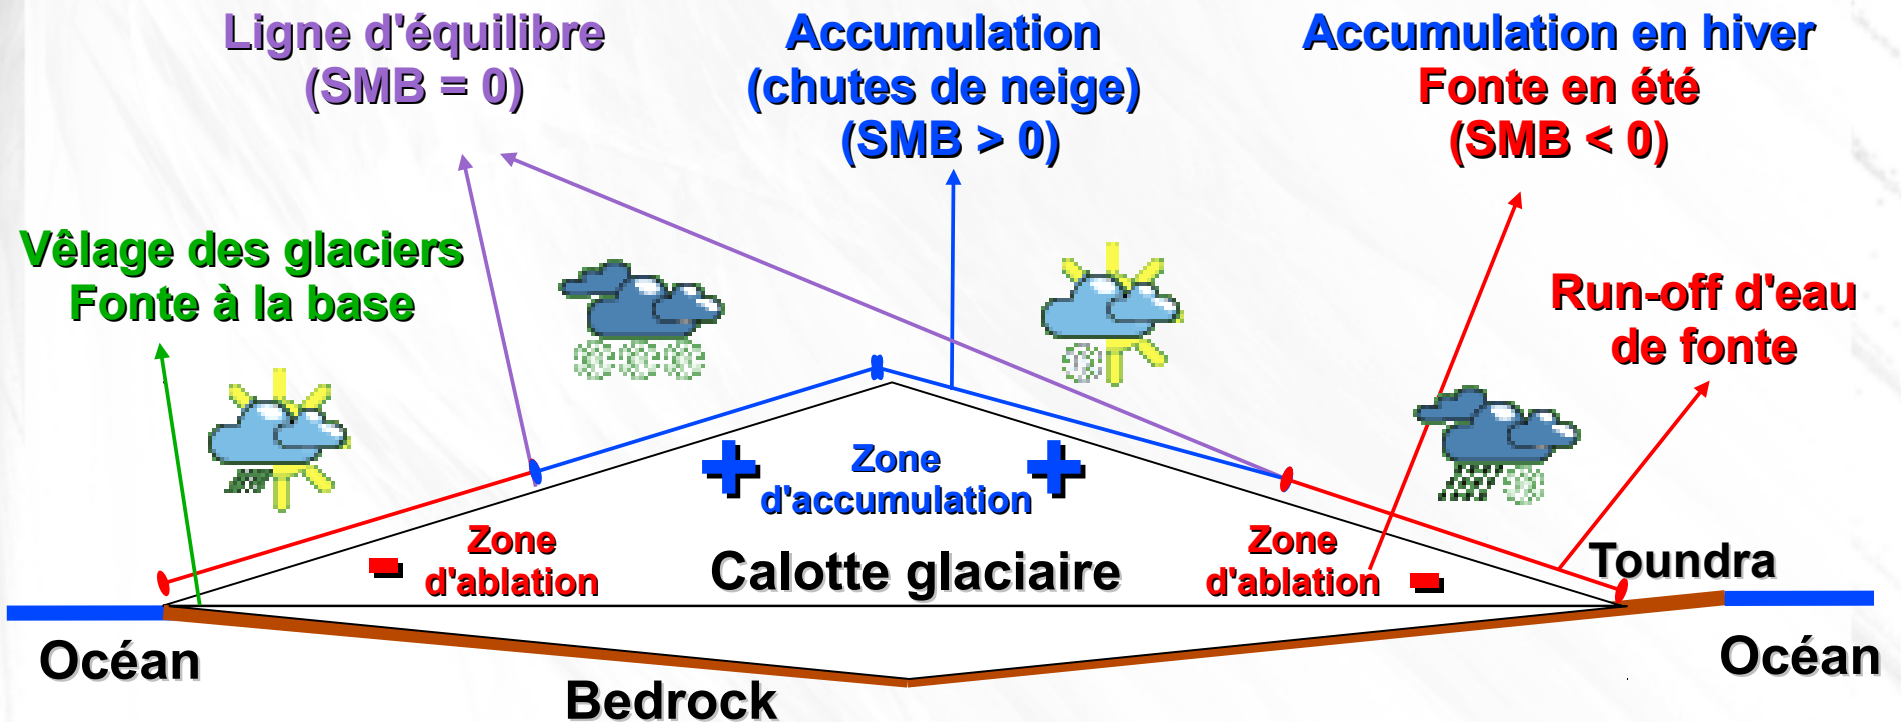 Ligne d'équilibre
(SMB = 0)
Accumulation
(chutes de neige)
(SMB > 0)
Accumulation en hiver
Fonte en été
(SMB < 0)
Vêlage des glaciers
Fonte à la base
Run-off d'eau
de fonte
+
Zone
d'accumulation
+
Zone
d'ablation
-
Calotte glaciaire
Zone
d'ablation
-
Toundra
Océan
Bedrock
Océan